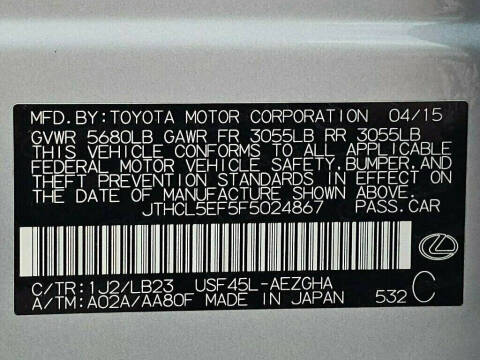 MFD.BY:TOYOTA MOTOR CORPORATION 04/15
GVWR 5680LB GAWR FR 3055LB RR 3055LB
THIS VEHICLE CONFORMS TO ALL APPLICABLE
FEDERAL MOTOR VEHICLE SAFETY,BUMPER,AND
THEFT PREVENTION STANDARDS IN EFFECT ON
THE DATE OF MANUFACTURE SHOWN ABOVE.
JTHCL5EF5F5024867 PASS.CAR
C/TR:1J2/LB23 USF45L-AEZGHA
A/TM:A02A/AA80F MADE IN JAPAN 532 C